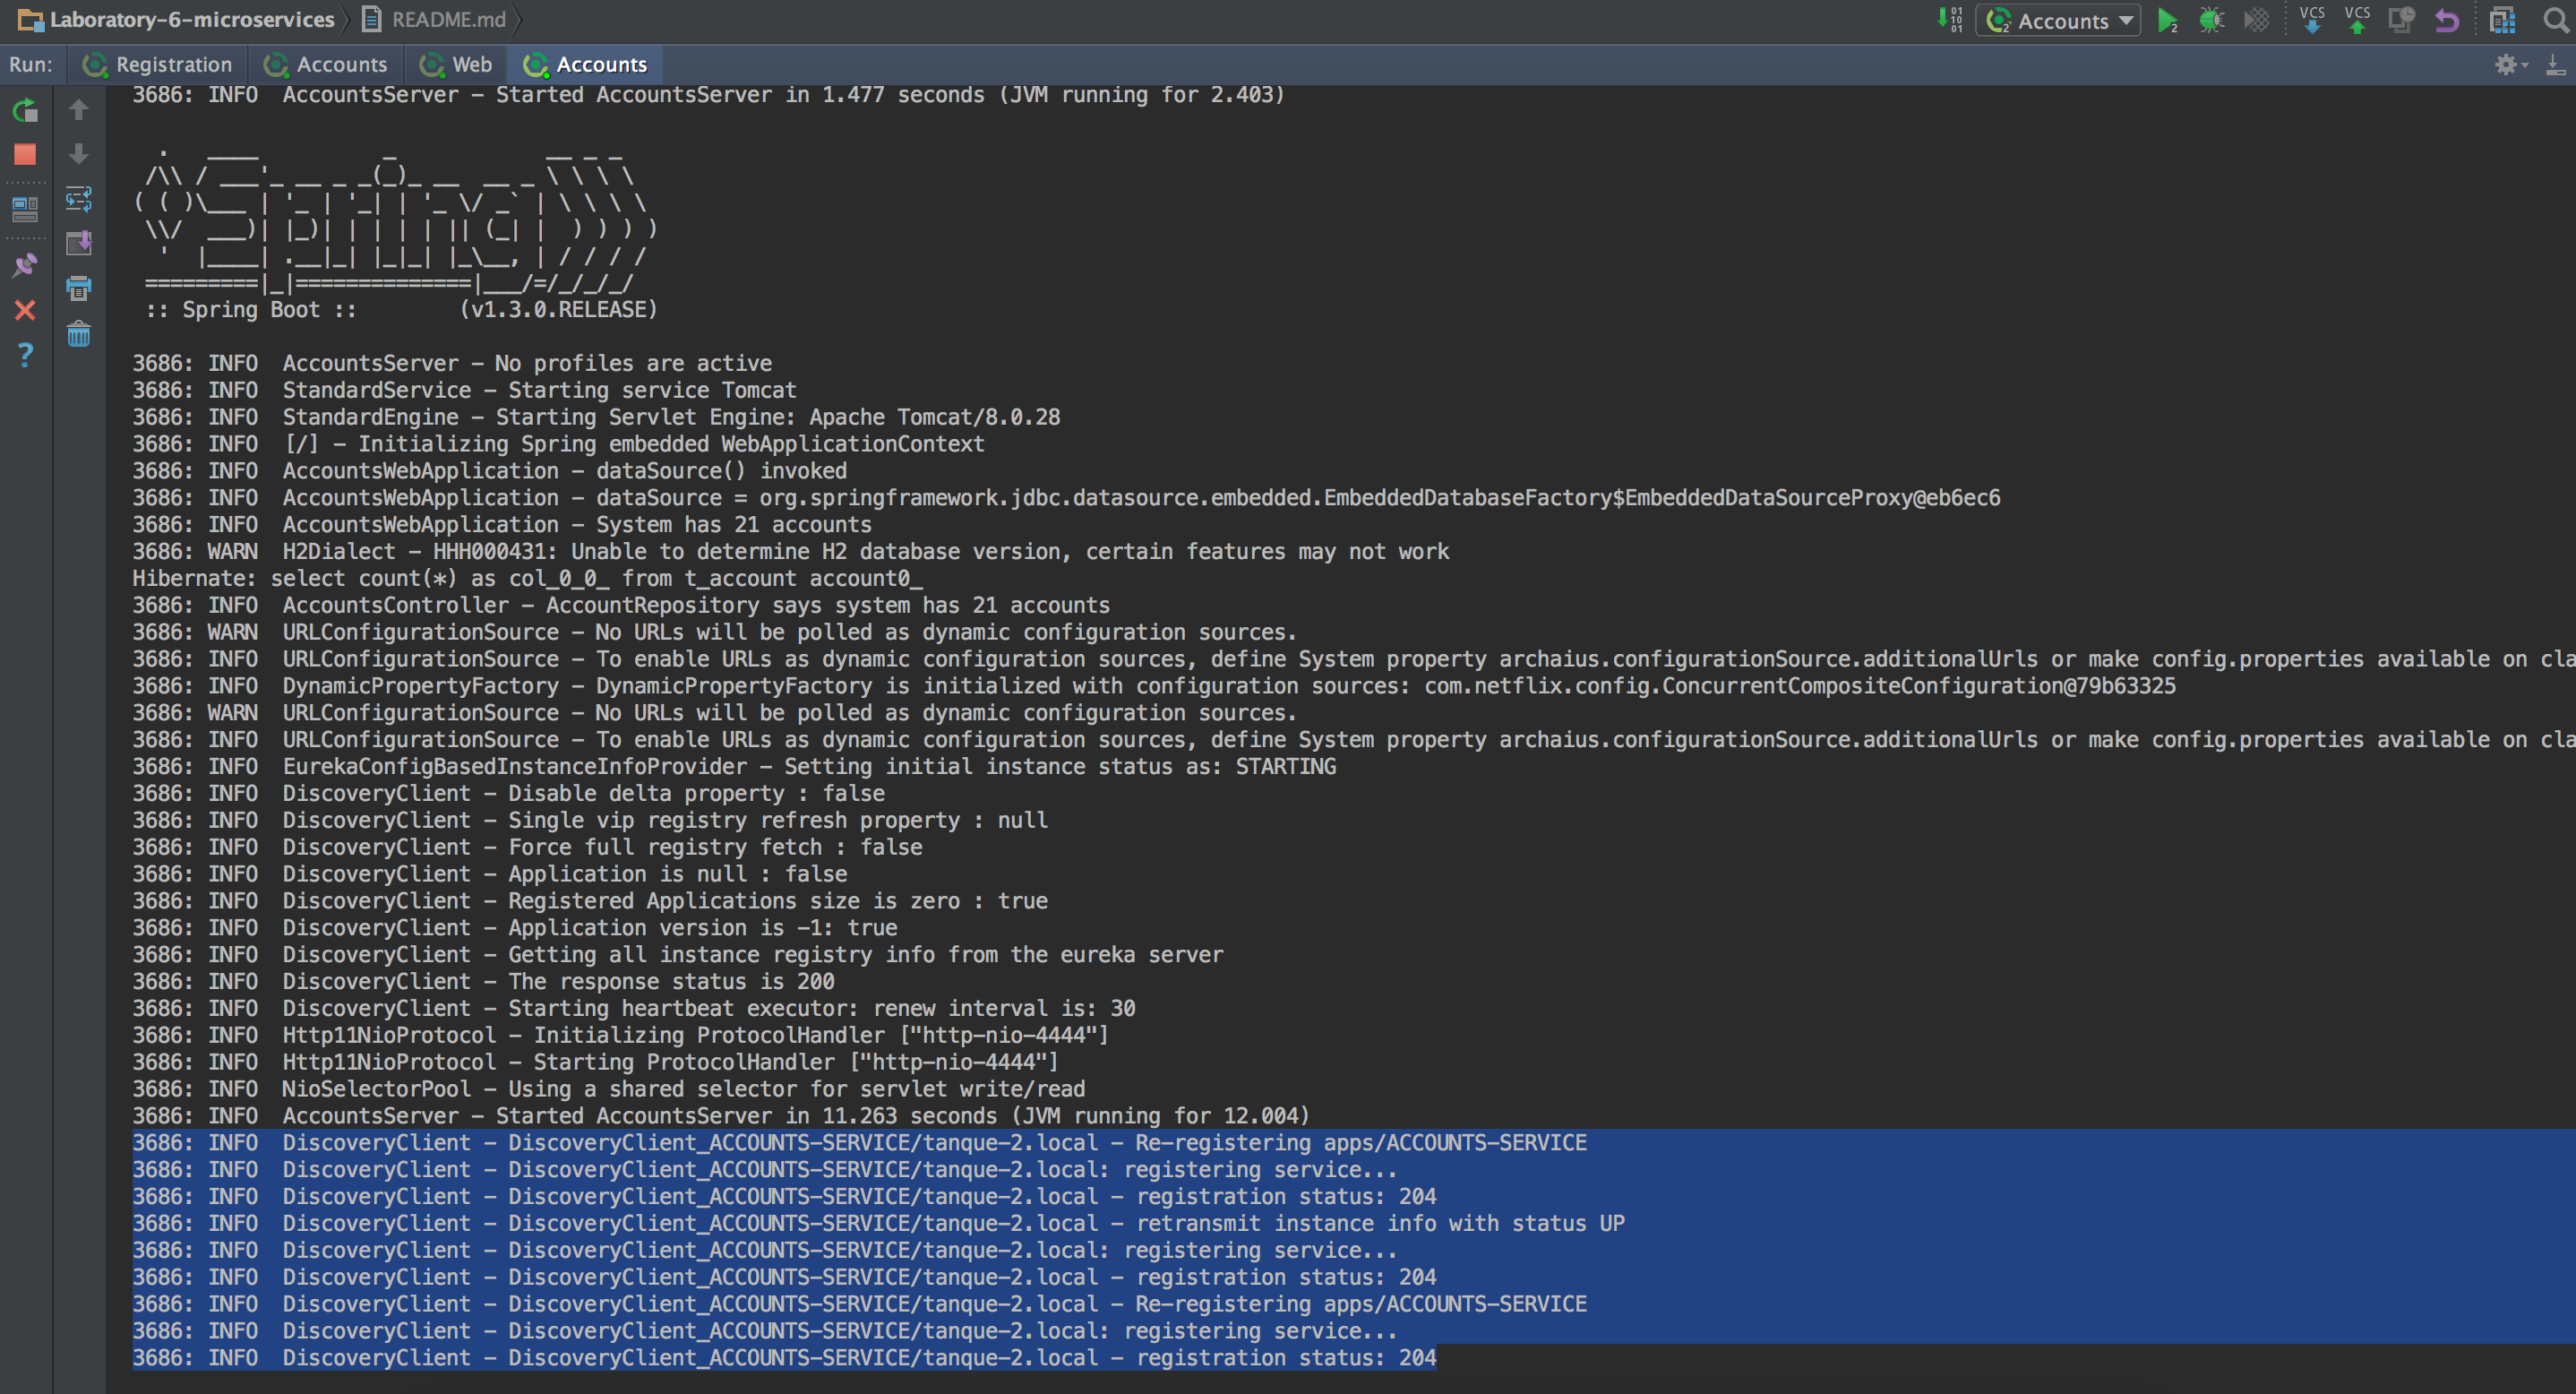 Laboratory-6-microservices README.md Accounts VCS VCS
Run: Registration Accounts Web Accounts
3686: INFO  AccountsServer – Started AccountsServer in 1.477 seconds (JVM running for 2.403)
  .   ____          _            __ _ _
 /\\ / ___'_ __ _ _(_)_ __  __ _ \ \ \ \
( ( )\___ | '_ | '_| | '_ \/ _` | \ \ \ \
 \\/  ___)| |_)| | | | | || (_| |  ) ) ) )
  '  |____| .__|_| |_|_| |_\__, | / / / /
 =========|_|==============|___/=/_/_/_/
 :: Spring Boot ::        (v1.3.0.RELEASE)
3686: INFO  AccountsServer – No profiles are active
3686: INFO  StandardService – Starting service Tomcat
3686: INFO  StandardEngine – Starting Servlet Engine: Apache Tomcat/8.0.28
3686: INFO  [/] – Initializing Spring embedded WebApplicationContext
3686: INFO  AccountsWebApplication – dataSource() invoked
3686: INFO  AccountsWebApplication – dataSource = org.springframework.jdbc.datasource.embedded.EmbeddedDatabaseFactory$EmbeddedDataSourceProxy@eb6ec6
3686: INFO  AccountsWebApplication – System has 21 accounts
3686: WARN  H2Dialect – HHH000431: Unable to determine H2 database version, certain features may not work
Hibernate: select count(*) as col_0_0_ from t_account account0_
3686: INFO  AccountsController – AccountRepository says system has 21 accounts
3686: WARN  URLConfigurationSource – No URLs will be polled as dynamic configuration sources.
3686: INFO  URLConfigurationSource – To enable URLs as dynamic configuration sources, define System property archaius.configurationSource.additionalUrls or make config.properties available on cla
3686: INFO  DynamicPropertyFactory – DynamicPropertyFactory is initialized with configuration sources: com.netflix.config.ConcurrentCompositeConfiguration@79b63325
3686: WARN  URLConfigurationSource – No URLs will be polled as dynamic configuration sources.
3686: INFO  URLConfigurationSource – To enable URLs as dynamic configuration sources, define System property archaius.configurationSource.additionalUrls or make config.properties available on cla
3686: INFO  EurekaConfigBasedInstanceInfoProvider – Setting initial instance status as: STARTING
3686: INFO  DiscoveryClient – Disable delta property : false
3686: INFO  DiscoveryClient – Single vip registry refresh property : null
3686: INFO  DiscoveryClient – Force full registry fetch : false
3686: INFO  DiscoveryClient – Application is null : false
3686: INFO  DiscoveryClient – Registered Applications size is zero : true
3686: INFO  DiscoveryClient – Application version is –1: true
3686: INFO  DiscoveryClient – Getting all instance registry info from the eureka server
3686: INFO  DiscoveryClient – The response status is 200
3686: INFO  DiscoveryClient – Starting heartbeat executor: renew interval is: 30
3686: INFO  Http11NioProtocol – Initializing ProtocolHandler ["http-nio-4444"]
3686: INFO  Http11NioProtocol – Starting ProtocolHandler ["http-nio-4444"]
3686: INFO  NioSelectorPool – Using a shared selector for servlet write/read
3686: INFO  AccountsServer – Started AccountsServer in 11.263 seconds (JVM running for 12.004)
3686: INFO  DiscoveryClient – DiscoveryClient_ACCOUNTS-SERVICE/tanque-2.local – Re-registering apps/ACCOUNTS-SERVICE
3686: INFO  DiscoveryClient – DiscoveryClient_ACCOUNTS-SERVICE/tanque-2.local: registering service...
3686: INFO  DiscoveryClient – DiscoveryClient_ACCOUNTS-SERVICE/tanque-2.local – registration status: 204
3686: INFO  DiscoveryClient – DiscoveryClient_ACCOUNTS-SERVICE/tanque-2.local – retransmit instance info with status UP
3686: INFO  DiscoveryClient – DiscoveryClient_ACCOUNTS-SERVICE/tanque-2.local: registering service...
3686: INFO  DiscoveryClient – DiscoveryClient_ACCOUNTS-SERVICE/tanque-2.local – registration status: 204
3686: INFO  DiscoveryClient – DiscoveryClient_ACCOUNTS-SERVICE/tanque-2.local – Re-registering apps/ACCOUNTS-SERVICE
3686: INFO  DiscoveryClient – DiscoveryClient_ACCOUNTS-SERVICE/tanque-2.local: registering service...
3686: INFO  DiscoveryClient – DiscoveryClient_ACCOUNTS-SERVICE/tanque-2.local – registration status: 204